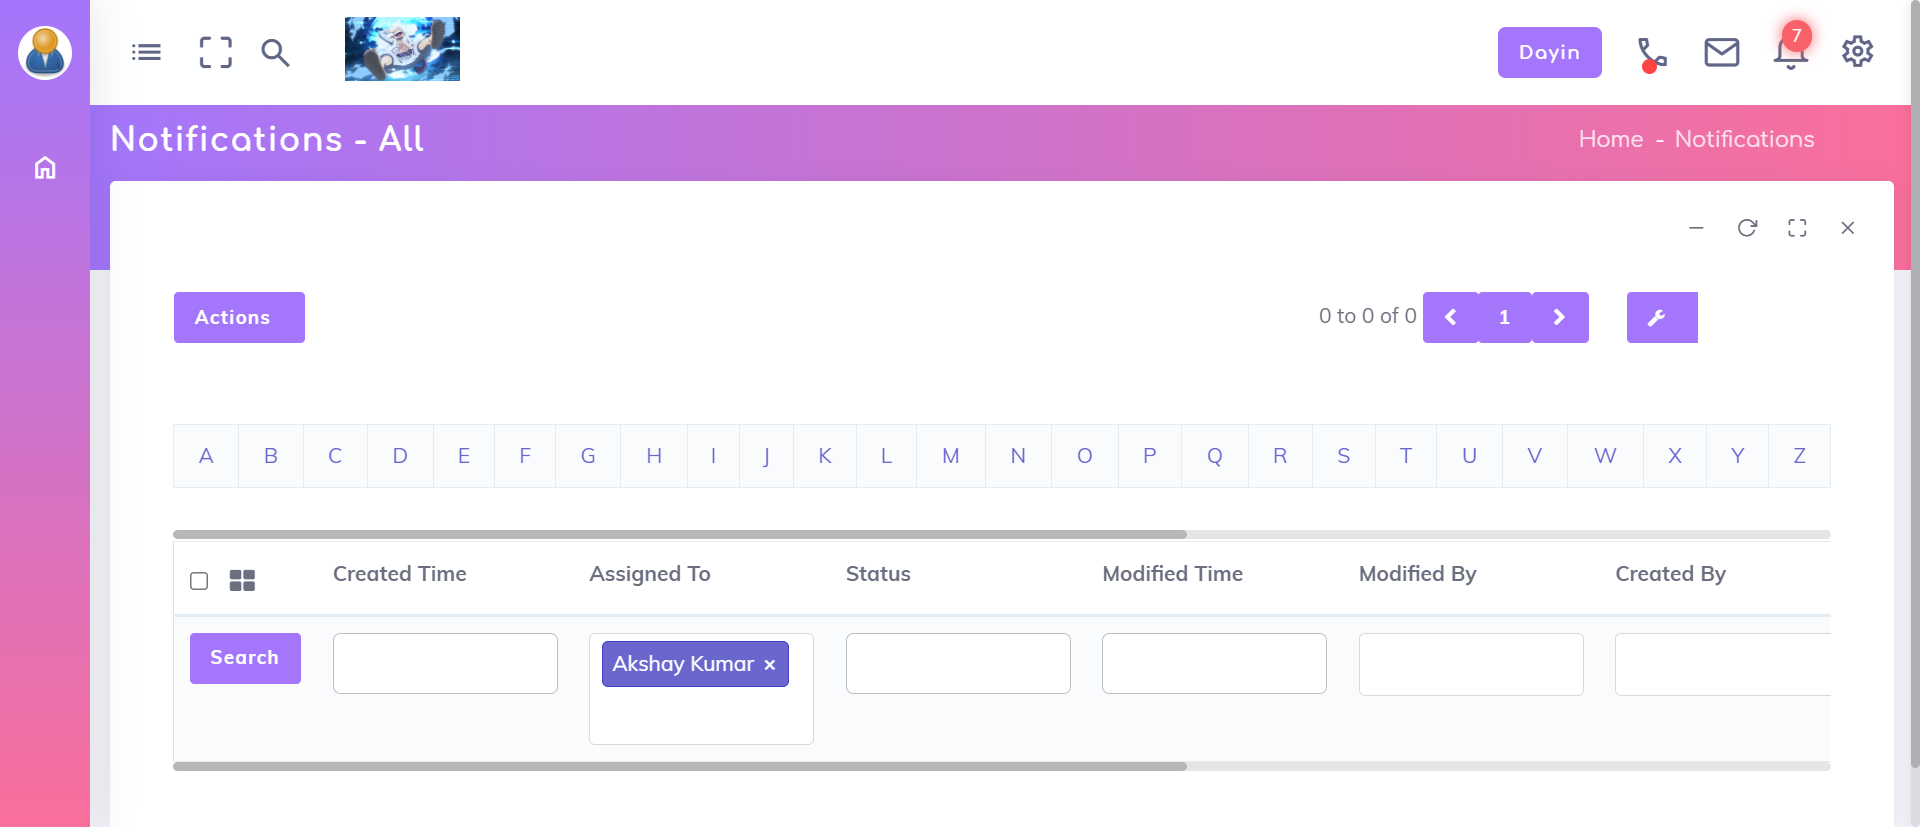 Dayin
7
Notifications - All
Home - Notifications
Actions
0 to 0 of 0
1
A B C D E F G H I J K L M N O P Q R S T U V W X Y Z
Created Time Assigned To Status Modified Time Modified By Created By
Search
Akshay Kumar ×